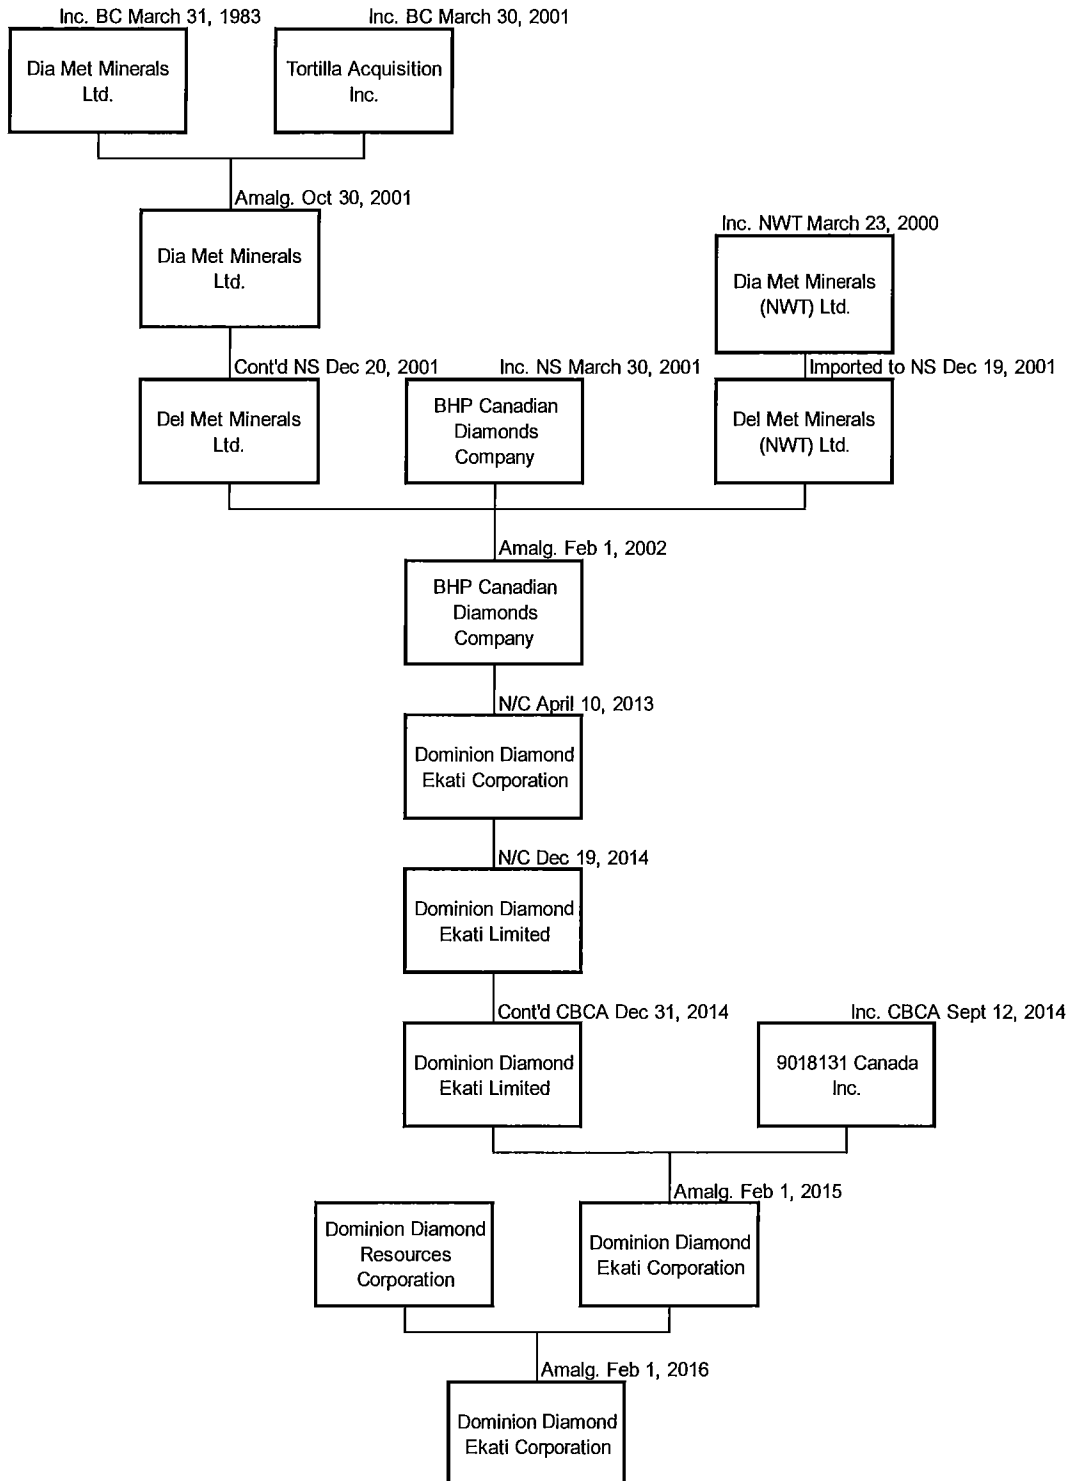 Inc. BC March 31, 1983
Inc. BC March 30, 2001
Dia Met Minerals
Ltd.
Tortilla Acquisition
Inc.
Amalg. Oct 30, 2001
Dia Met Minerals
Ltd.
Inc. NWT March 23, 2000
Dia Met Minerals
(NWT) Ltd.
Cont'd NS Dec 20, 2001
Inc. NS March 30, 2001
Imported to NS Dec 19, 2001
Del Met Minerals
Ltd.
BHP Canadian
Diamonds
Company
Del Met Minerals
(NWT) Ltd.
Amalg. Feb 1, 2002
BHP Canadian
Diamonds
Company
N/C April 10, 2013
Dominion Diamond
Ekati Corporation
N/C Dec 19, 2014
Dominion Diamond
Ekati Limited
Cont'd CBCA Dec 31, 2014
Inc. CBCA Sept 12, 2014
Dominion Diamond
Ekati Limited
9018131 Canada
Inc.
Amalg. Feb 1, 2015
Dominion Diamond
Resources
Corporation
Dominion Diamond
Ekati Corporation
Amalg. Feb 1, 2016
Dominion Diamond
Ekati Corporation